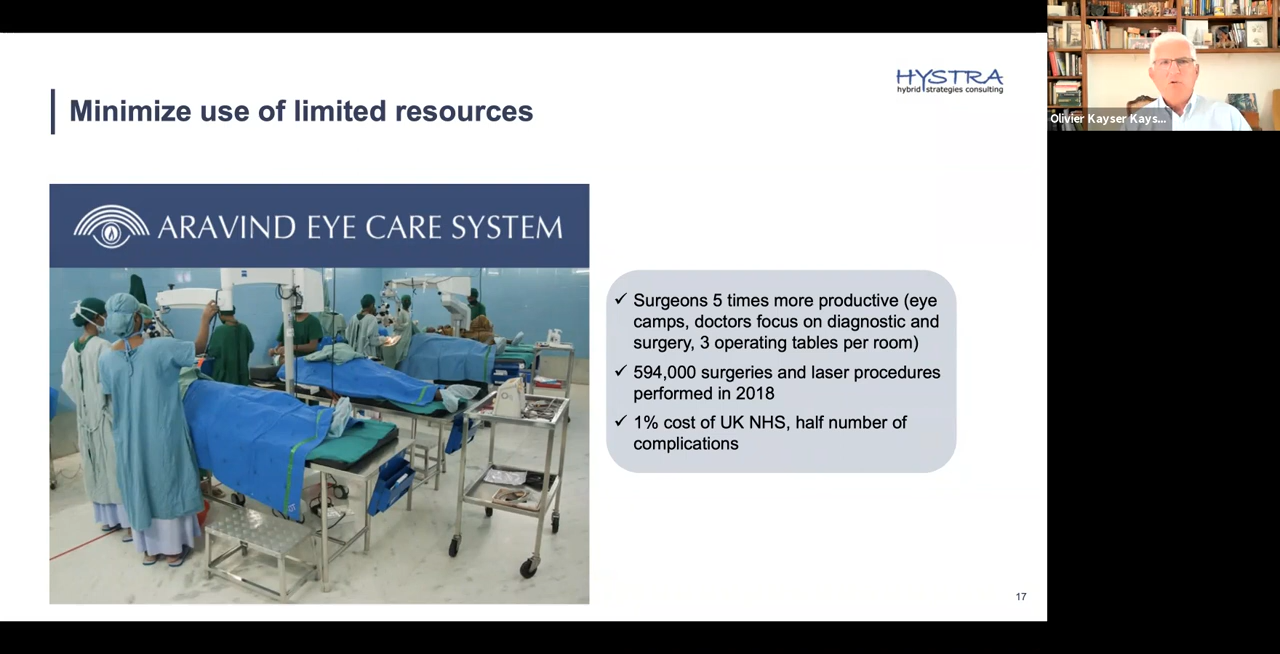 HYSTRA
hybrid strategies consulting
Minimize use of limited resources
ARAVIND EYE CARE SYSTEM
✓ Surgeons 5 times more productive (eye
camps, doctors focus on diagnostic and
surgery, 3 operating tables per room)
✓ 594,000 surgeries and laser procedures
performed in 2018
✓ 1% cost of UK NHS, half number of
complications
17
Olivier Kayser Kays...